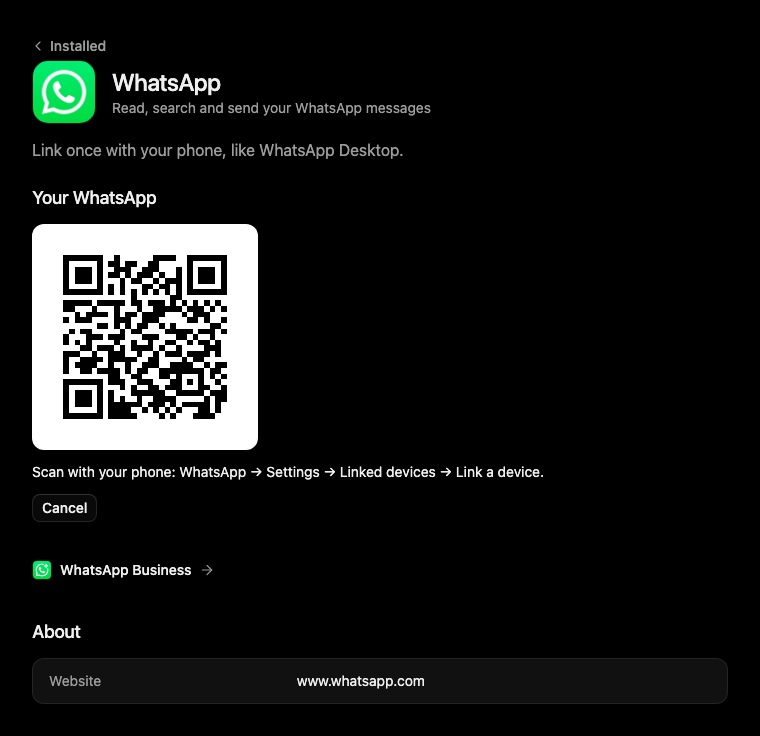 Installed
WhatsApp
Read, search and send your WhatsApp messages
Link once with your phone, like WhatsApp Desktop.
Your WhatsApp
Scan with your phone: WhatsApp → Settings → Linked devices → Link a device.
Cancel
WhatsApp Business →
About
Website www.whatsapp.com